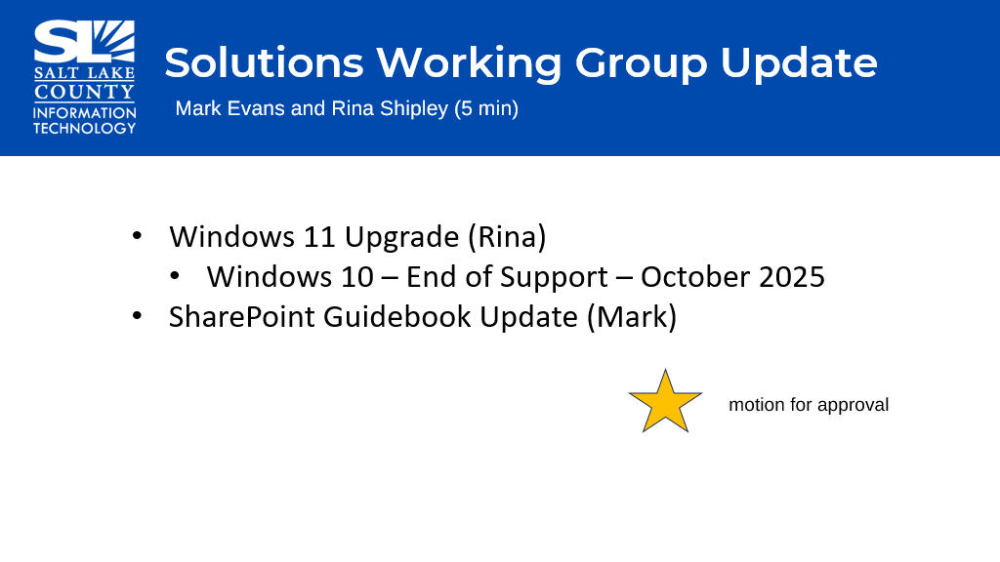 SL
SALT LAKE
COUNTY
INFORMATION
TECHNOLOGY
Solutions Working Group Update
Mark Evans and Rina Shipley (5 min)
• Windows 11 Upgrade (Rina)
• Windows 10 – End of Support – October 2025
• SharePoint Guidebook Update (Mark)
motion for approval